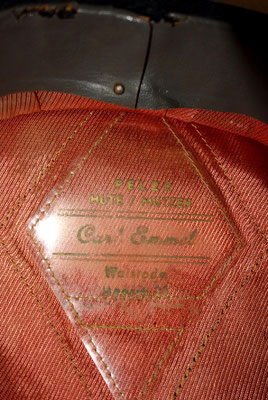 PELZE
HÜTE / MÜTZEN
Carl Emmel
Walsrode